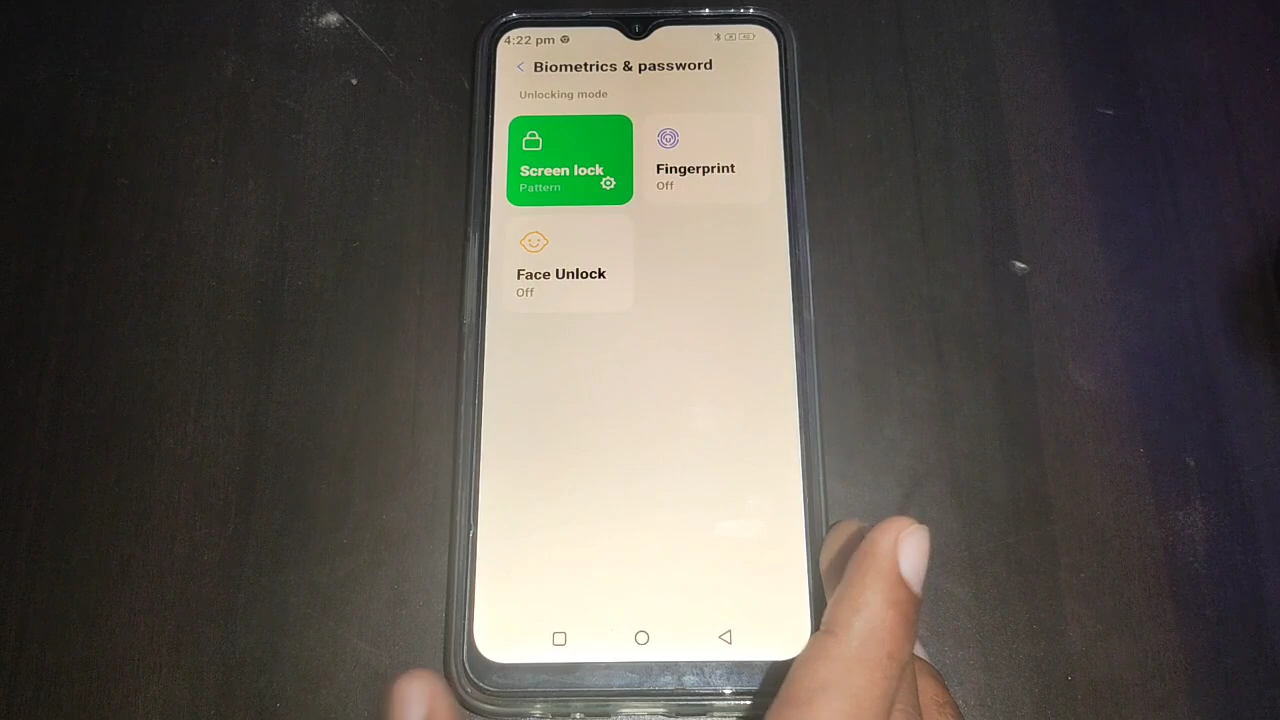 4:22 pm
Biometrics & password
Unlocking mode
Screen lock
Pattern
Fingerprint
Off
Face Unlock
Off